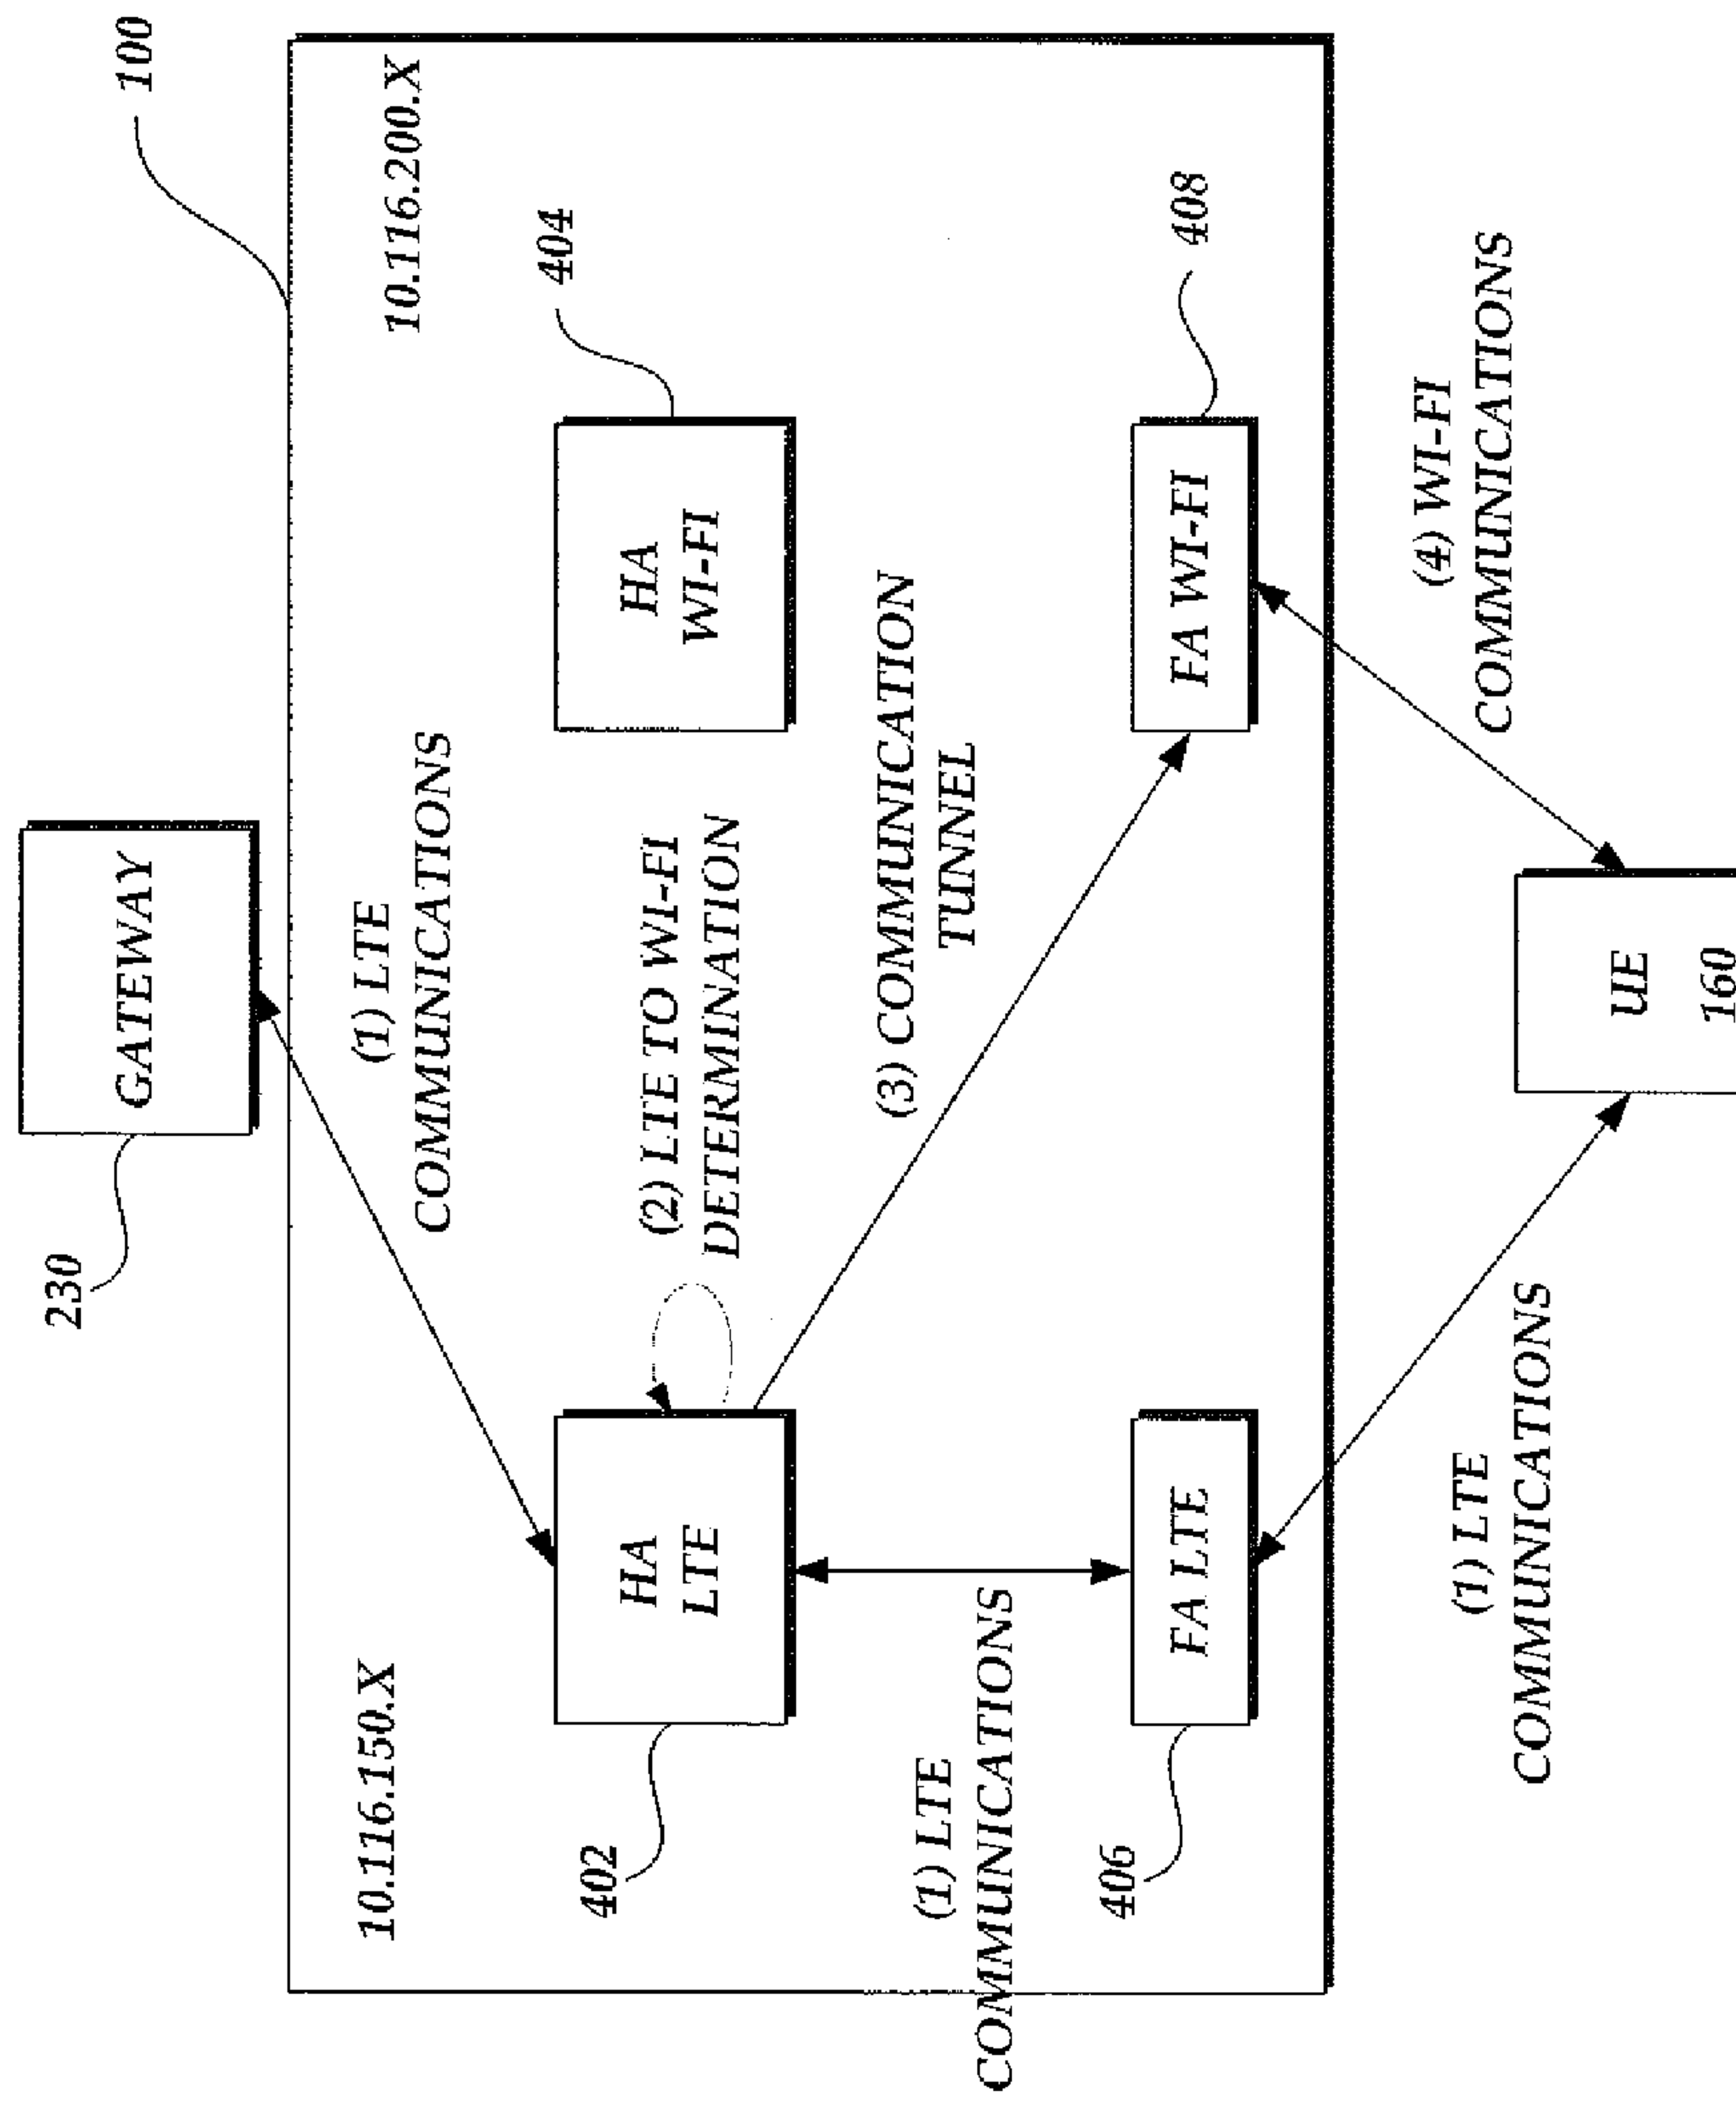 230
GATEWAY
100
10.116.150.X
(1) LTE
COMMUNICATIONS
10.116.200.X
402
HA
LTE
(2) LTE TO WI-FI
DETERMINATION
HA
WI-FI
404
(1) LTE
COMMUNICATIONS
(3) COMMUNICATION
TUNNEL
406
FA LTE
FA WI-FI
408
(1) LTE
COMMUNICATIONS
(4) WI-FI
COMMUNICATIONS
UE
160